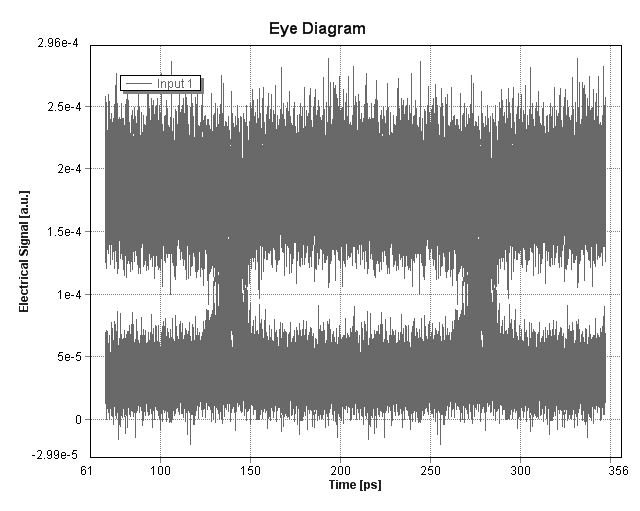 Eye Diagram
2.96e-4
Input 1
2.5e-4
2e-4
1.5e-4
1e-4
5e-5
0
-2.99e-5
Electrical Signal [a.u.]
61 100 150 200 250 300 356
Time [ps]